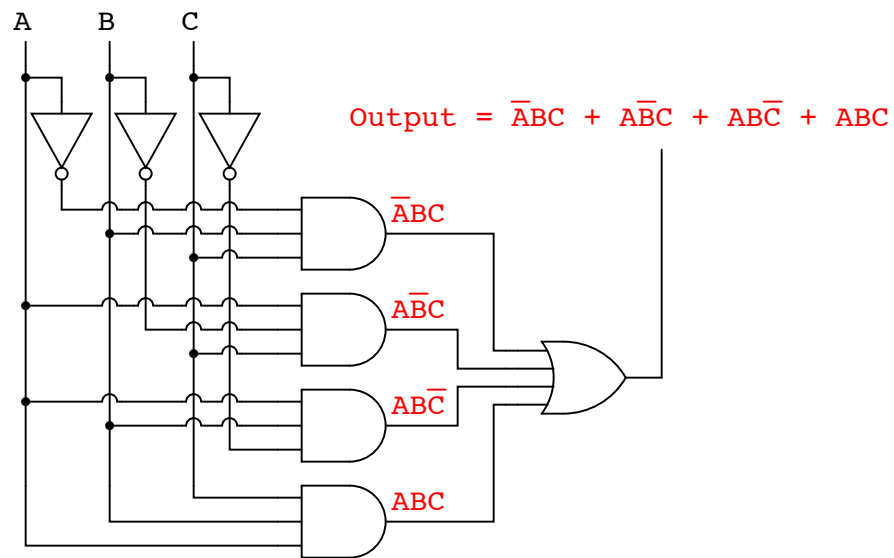 A B C
Output = A̅BC + AB̅C + ABC̅ + ABC
A̅BC
AB̅C
ABC̅
ABC